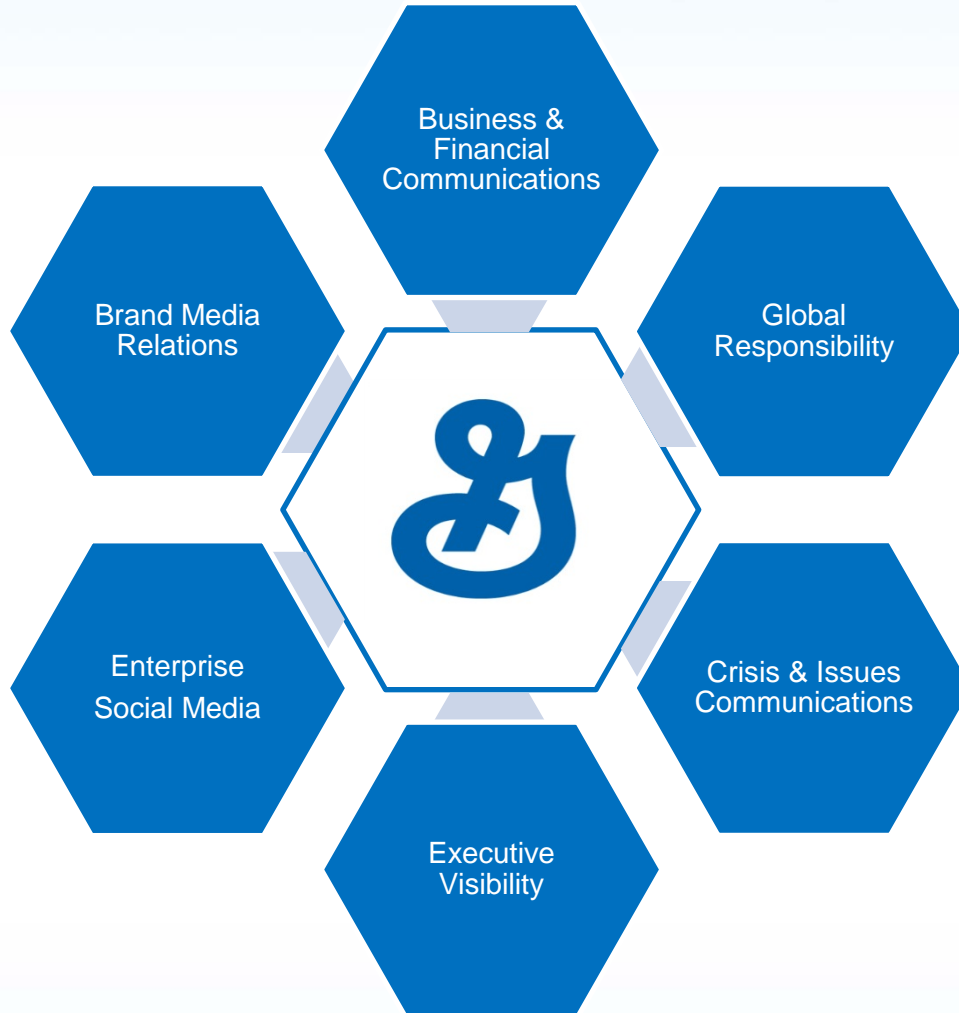 Business &
Financial
Communications
Brand Media
Relations
Global
Responsibility
Enterprise
Social Media
Crisis & Issues
Communications
Executive
Visibility